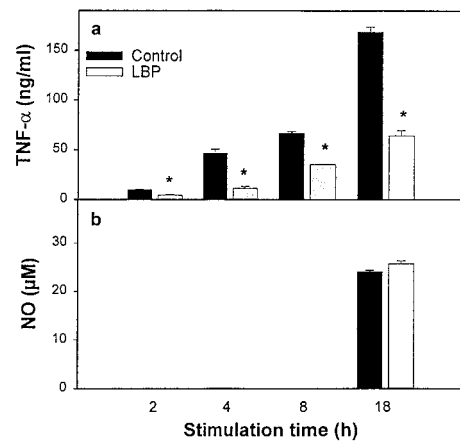 a
Control
LBP
TNF-α (ng/ml)
150
100
50
0
*
*
*
*
b
NO (µM)
30
20
10
0
2 4 8 18
Stimulation time (h)